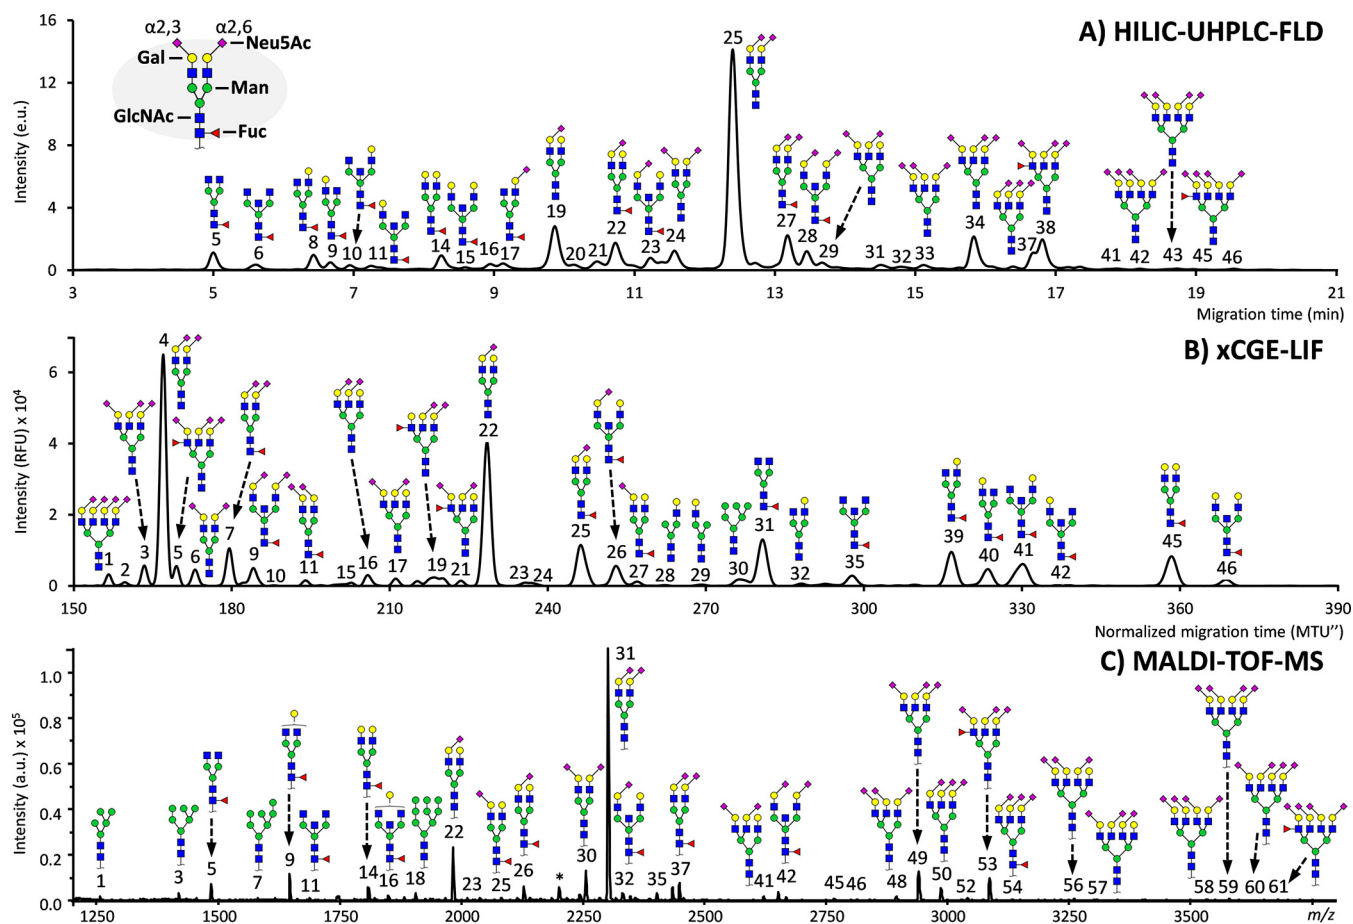 A) HILIC-UHPLC-FLD
Intensity (e.u.)
16
12
8
4
0
α2,3 α2,6
Neu5Ac
Gal
Man
GlcNAc
Fuc
5 6 8 9 10 11 14 15 16 17 19 20 21 22 23 24 25 27 28 29 31 32 33 34 37 38 41 42 43 45 46
3 5 7 9 11 13 15 17 19 21
Migration time (min)
B) xCGE-LIF
Intensity (RFU) x 10⁴
6
4
2
0
1 2 3 4 5 6 7 9 10 11 15 16 17 19 21 22 23 24 25 26 27 28 29 30 31 32 35 39 40 41 42 45 46
150 180 210 240 270 300 330 360 390
Normalized migration time (MTU’’)
C) MALDI-TOF-MS
Intensity (a.u.) x 10⁵
1.0
0.8
0.6
0.4
0.2
0.0
1 3 5 7 9 11 14 16 18 22 23 25 26 * 30 31 32 35 37 41 42 45 46 48 49 50 52 53 54 56 57 58 59 60 61
1250 1500 1750 2000 2250 2500 2750 3000 3250 3500 m/z